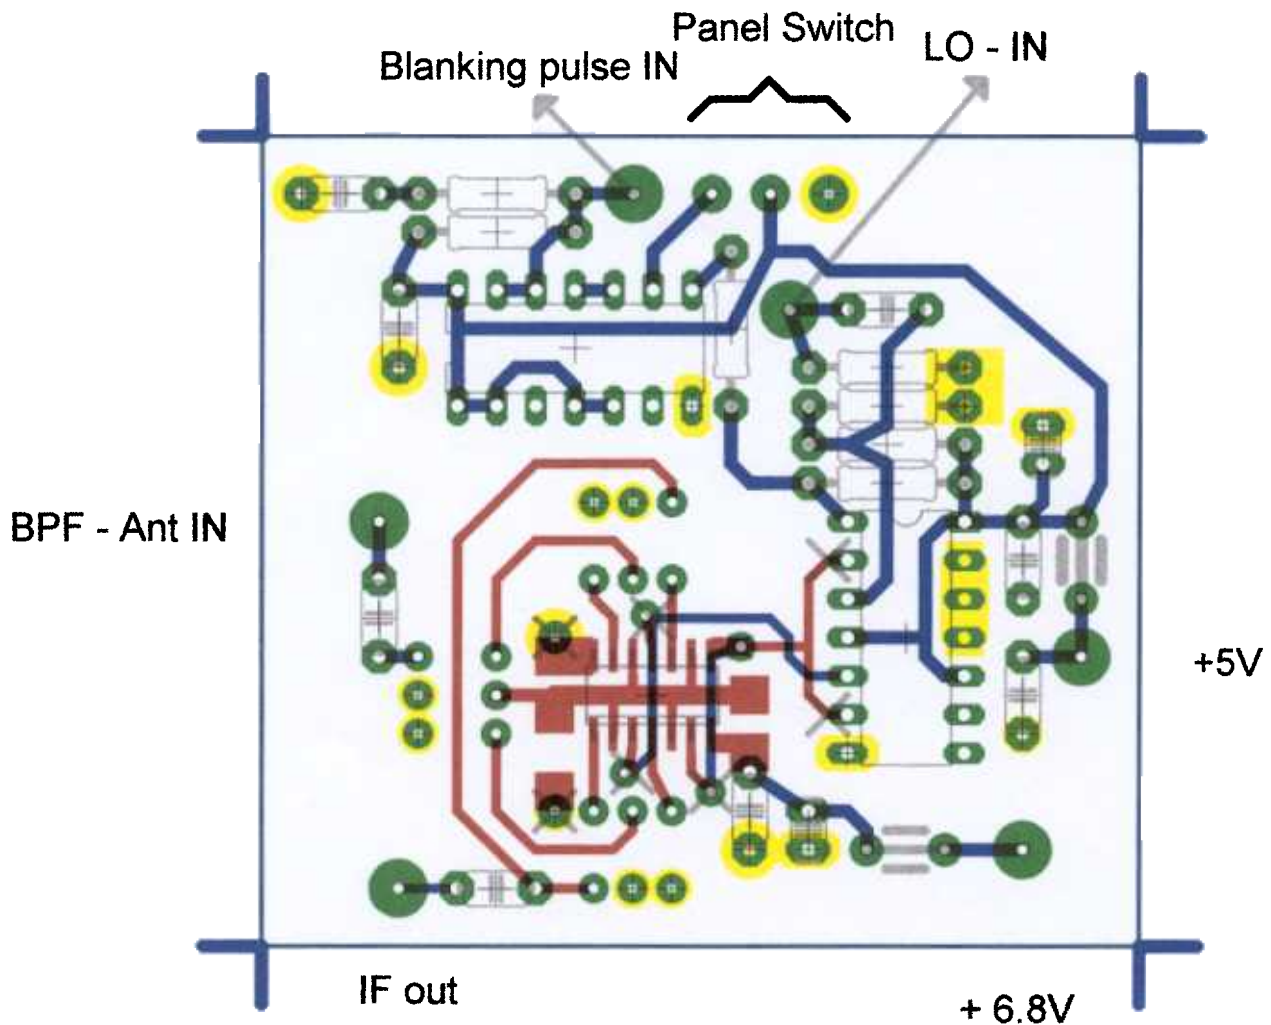 Panel Switch
LO - IN
Blanking pulse IN
BPF - Ant IN
+5V
IF out
+ 6.8V